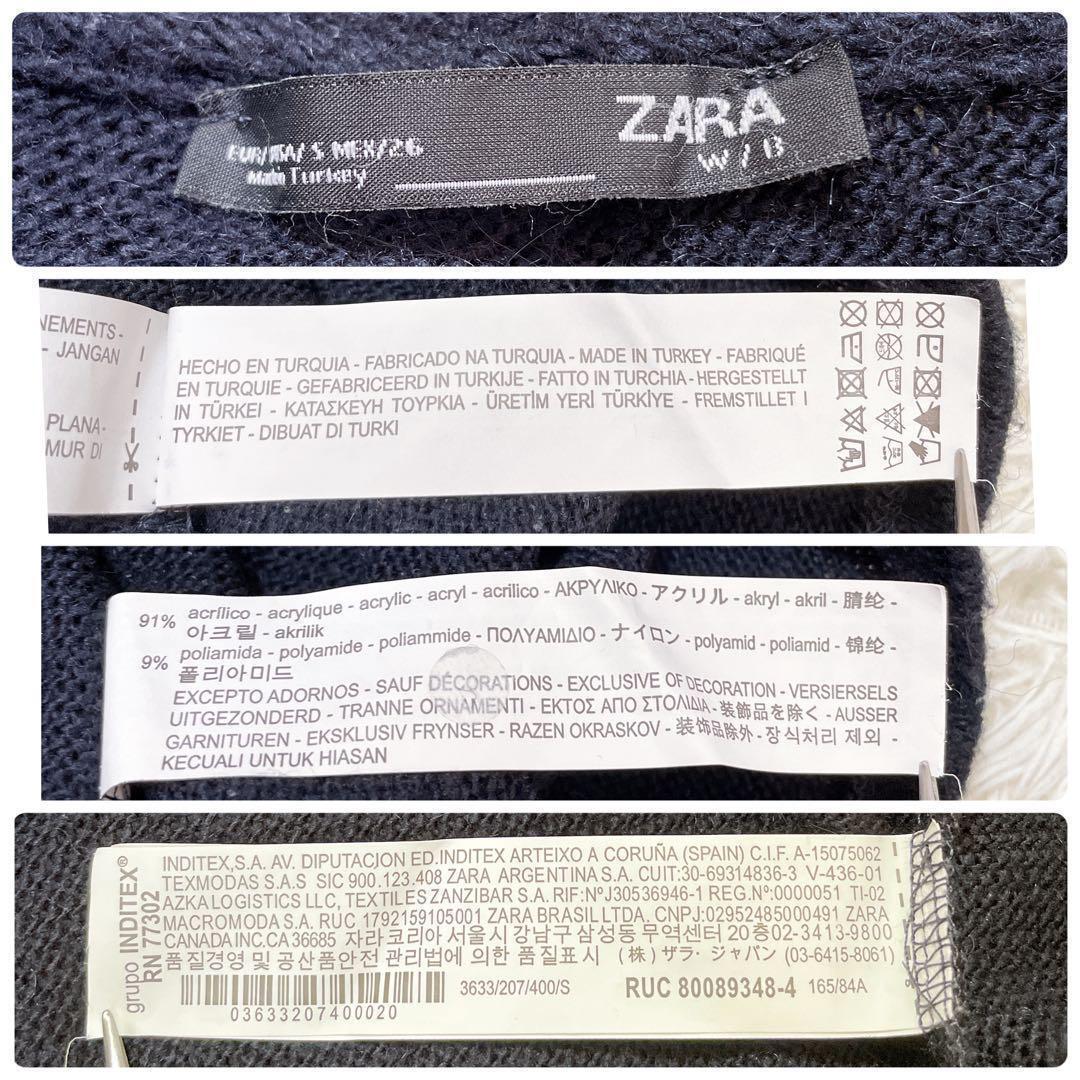 ZARA
W/B
EUR/USA/ S MEX/26
Made in Turkey
NEMENTS -
- JANGAN
PLANA-
MUR DI
HECHO EN TURQUIA - FABRICADO NA TURQUIA - MADE IN TURKEY - FABRIQUÉ
EN TURQUIE - GEFABRICEERD IN TURKIJE - FATTO IN TURCHIA - HERGESTELLT
IN TÜRKEI - ΚΑΤΑΣΚΕΥΗ ΤΟΥΡΚΙΑ - ÜRETİM YERİ TÜRKİYE - FREMSTILLET I
TYRKIET - DIBUAT DI TURKI
91% acrílico - acrylique - acrylic - acryl - acrilico - ΑΚΡΥΛΙΚΟ - アクリル - akryl - akril - 腈纶 -
아크릴 - akrilik
9% poliamida - polyamide - poliammide - ΠΟΛΥΑΜΙΔΙΟ - ナイロン - polyamid - poliamid - 锦纶 -
폴리아미드
EXCEPTO ADORNOS - SAUF DÉCORATIONS - EXCLUSIVE OF DECORATION - VERSIERSELS
UITGEZONDERD - TRANNE ORNAMENTI - ΕΚΤΟΣ ΑΠΟ ΣΤΟΛΙΔΙΑ - 装飾品を除く - AUSSER
GARNITUREN - EKSKLUSIV FRYNSER - RAZEN OKRASKOV - 装饰品除外 - 장식처리 제외 -
KECUALI UNTUK HIASAN
grupo INDITEX®
RN 77302
INDITEX,S.A. AV. DIPUTACION ED.INDITEX ARTEIXO A CORUÑA (SPAIN) C.I.F. A-15075062
TEXMODAS S.A.S SIC 900.123.408 ZARA ARGENTINA S.A. CUIT:30-69314836-3 V-436-01
AZKA LOGISTICS LLC, TEXTILES ZANZIBAR S.A. RIF:NºJ30536946-1 REG.Nº:0000051 TI-02
MACROMODA S.A. RUC 1792159105001 ZARA BRASIL LTDA. CNPJ:02952485000491 ZARA
CANADA INC.CA 36685 자라코리아 서울시 강남구 삼성동 무역센터 20층02-3413-9800
품질경영 및 공산품안전 관리법에 의한 품질표시 (株) ザラ・ジャパン (03-6415-8061)
3633/207/400/S RUC 80089348-4 165/84A
03633207400020